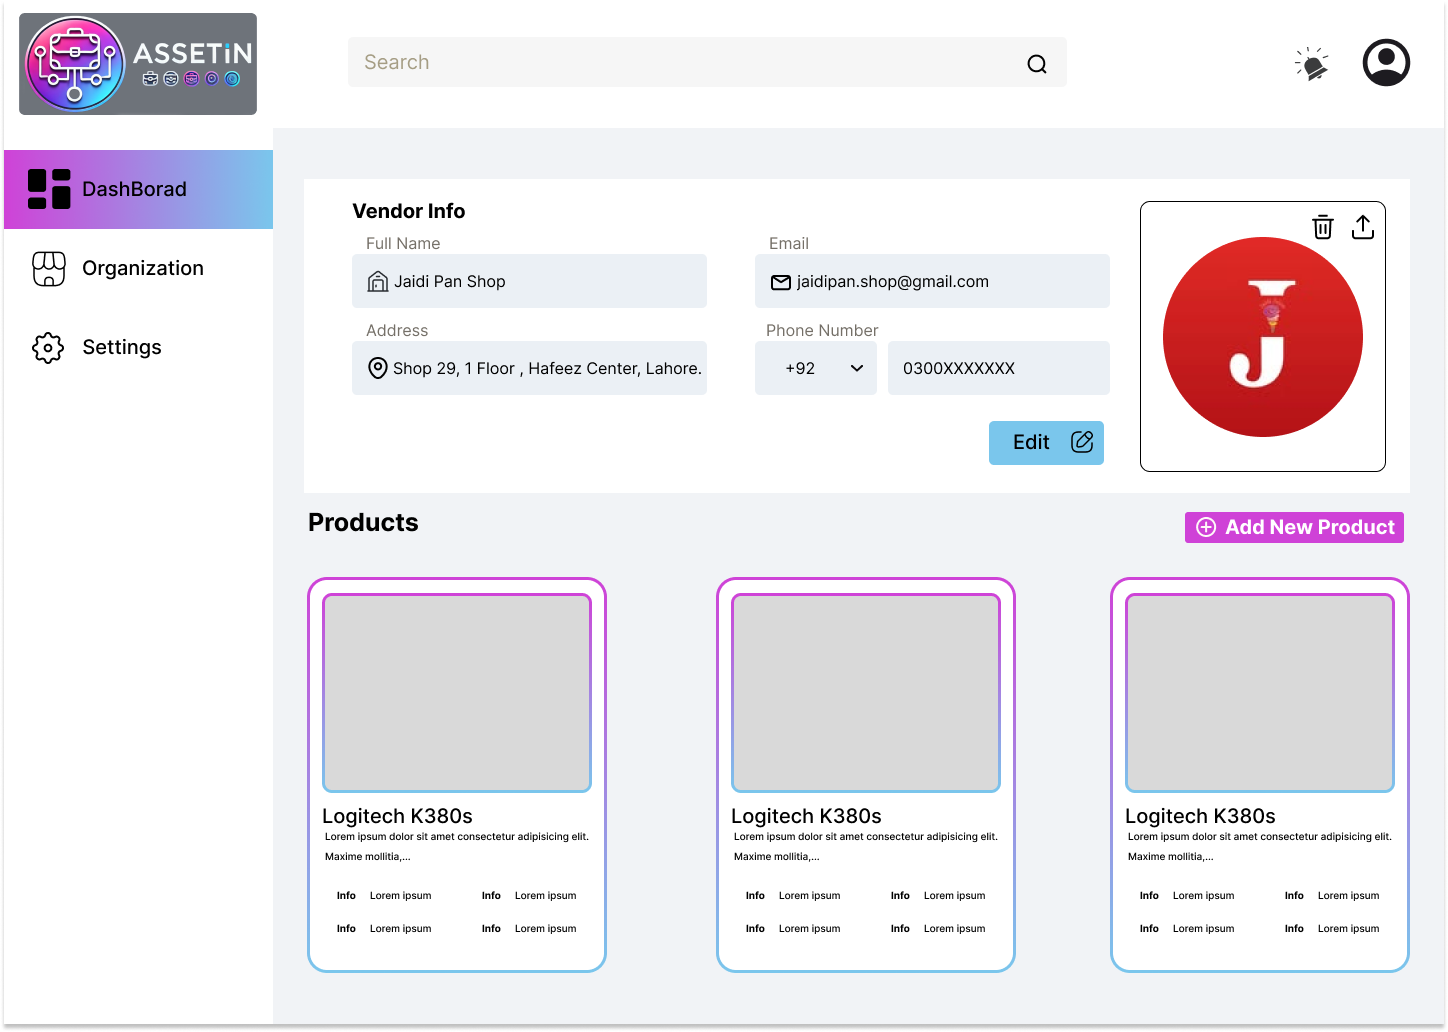 ASSETiN
Search
DashBorad
Organization
Settings
Vendor Info
Full Name
Email
Jaidi Pan Shop
jaidipan.shop@gmail.com
Address
Phone Number
Shop 29, 1 Floor , Hafeez Center, Lahore.
+92
0300XXXXXXX
Edit
J
Products
Add New Product
Logitech K380s
Lorem ipsum dolor sit amet consectetur adipisicing elit.
Maxime mollitia,...
Info Lorem ipsum Info Lorem ipsum
Info Lorem ipsum Info Lorem ipsum
Logitech K380s
Lorem ipsum dolor sit amet consectetur adipisicing elit.
Maxime mollitia,...
Info Lorem ipsum Info Lorem ipsum
Info Lorem ipsum Info Lorem ipsum
Logitech K380s
Lorem ipsum dolor sit amet consectetur adipisicing elit.
Maxime mollitia,...
Info Lorem ipsum Info Lorem ipsum
Info Lorem ipsum Info Lorem ipsum